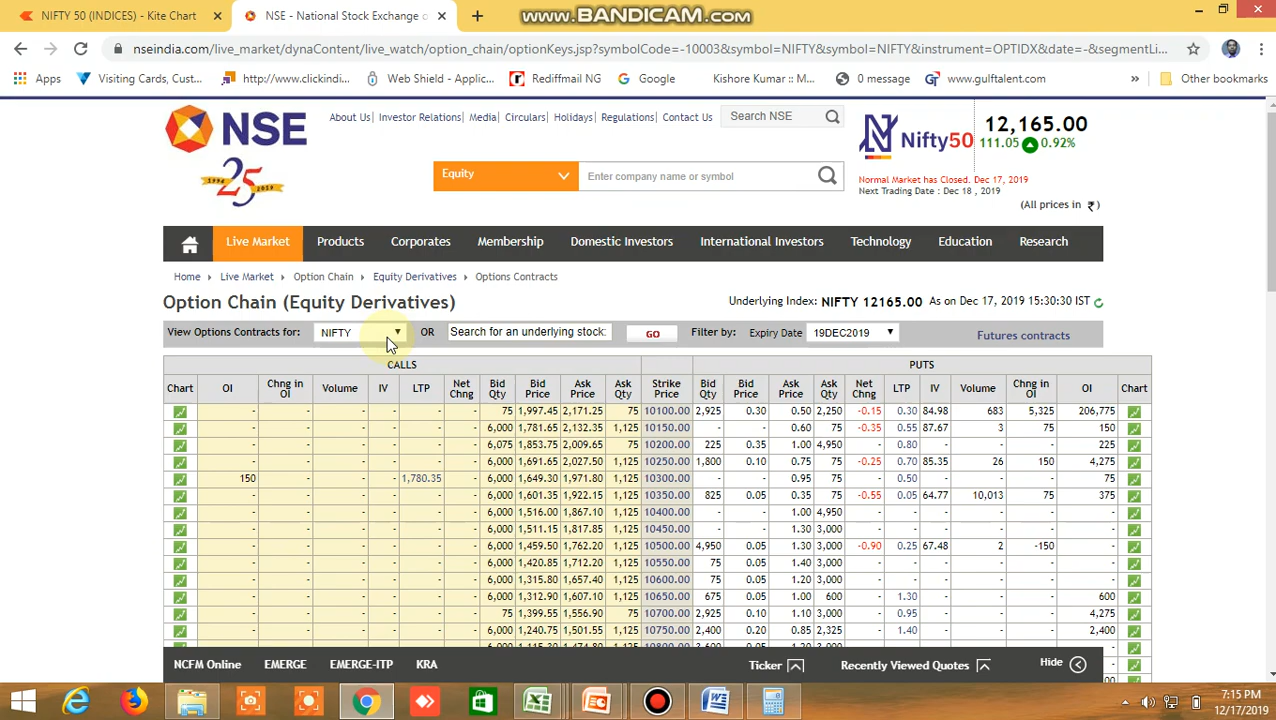 NIFTY 50 (INDICES) - Kite Chart × NSE - National Stock Exchange o × +
www.BANDICAM.com
nseindia.com/live_market/dynaContent/live_watch/option_chain/optionKeys.jsp?symbolCode=-10003&symbol=NIFTY&symbol=NIFTY&instrument=OPTIDX&date=-&segmentLi...
Apps Visiting Cards, Cust... http://www.clickindi... Web Shield - Applic... Rediffmail NG Google Kishore Kumar :: M... 0 message www.gulftalent.com » Other bookmarks
NSE
1994 25 2019
About Us| Investor Relations| Media| Circulars| Holidays| Regulations| Contact Us
Search NSE
Equity
Enter company name or symbol
Nifty50
12,165.00
111.05 0.92%
Normal Market has Closed. Dec 17, 2019
Next Trading Date : Dec 18 , 2019
(All prices in ₹ )
Live Market Products Corporates Membership Domestic Investors International Investors Technology Education Research
Home Live Market Option Chain Equity Derivatives Options Contracts
Option Chain (Equity Derivatives)
Underlying Index: NIFTY 12165.00 As on Dec 17, 2019 15:30:30 IST
View Options Contracts for: NIFTY OR Search for an underlying stock: GO Filter by: Expiry Date 19DEC2019 Futures contracts
CALLS PUTS
Chart OI Chng in OI Volume IV LTP Net Chng Bid Qty Bid Price Ask Price Ask Qty Strike Price Bid Qty Bid Price Ask Price Ask Qty Net Chng LTP IV Volume Chng in OI OI Chart
- - - - - - 75 1,997.45 2,171.25 75 10100.00 2,925 0.30 0.50 2,250 -0.15 0.30 84.98 683 5,325 206,775
- - - - - - 6,000 1,781.65 2,132.35 1,125 10150.00 - - 0.60 75 -0.35 0.55 87.67 3 75 150
- - - - - - 6,075 1,853.75 2,009.65 1,125 10200.00 225 0.35 1.00 4,950 - 0.80 - - - 225
- - - - - - 6,000 1,691.65 2,027.50 1,125 10250.00 1,800 0.10 0.75 75 -0.25 0.70 85.35 26 150 4,275
150 - - - 1,780.35 - 6,000 1,649.30 1,971.80 1,125 10300.00 - - 0.95 75 - 0.50 - - - 75
- - - - - - 6,000 1,601.35 1,922.15 1,125 10350.00 825 0.05 0.35 75 -0.55 0.05 64.77 10,013 75 375
- - - - - - 6,000 1,516.00 1,867.10 1,125 10400.00 - - 1.00 4,950 - - - - - -
- - - - - - 6,000 1,511.15 1,817.85 1,125 10450.00 - - 1.30 3,000 - - - - - -
- - - - - - 6,000 1,459.50 1,762.20 1,125 10500.00 4,950 0.05 1.30 3,000 -0.90 0.25 67.48 2 -150 -
- - - - - - 6,000 1,420.85 1,712.20 1,125 10550.00 75 0.05 1.40 3,000 - - - - - -
- - - - - - 6,000 1,315.80 1,657.40 1,125 10600.00 75 0.05 1.20 3,000 - - - - - -
- - - - - - 6,000 1,312.90 1,607.10 1,125 10650.00 675 0.05 1.00 600 - 1.30 - - - 600
- - - - - - 75 1,399.55 1,556.90 75 10700.00 2,925 0.10 1.10 3,000 - 0.95 - - - 4,275
- - - - - - 6,000 1,240.75 1,501.55 1,125 10750.00 2,400 0.20 0.85 2,325 - 1.40 - - - 2,400
NCFM Online EMERGE EMERGE-ITP KRA Ticker Recently Viewed Quotes Hide
7:15 PM
12/17/2019